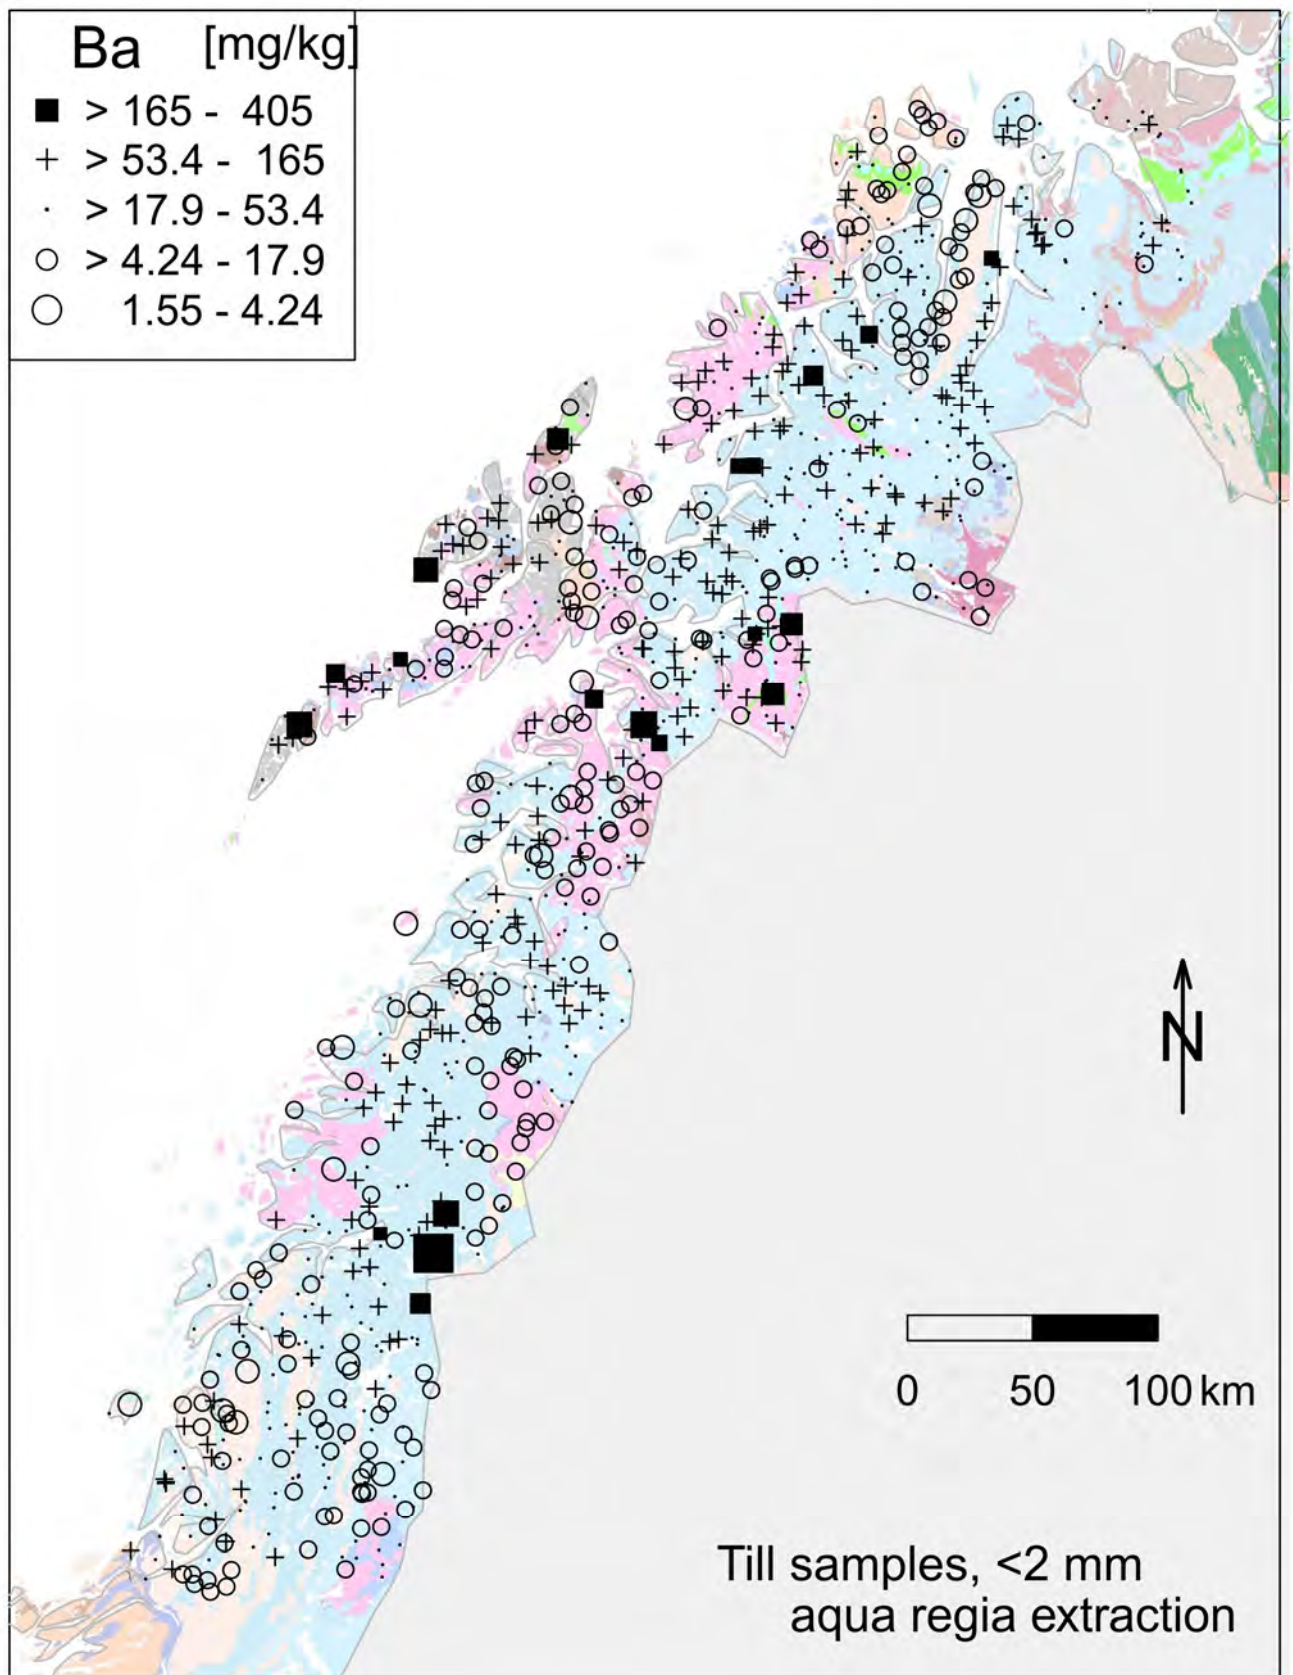 Ba [mg/kg]
> 165 - 405
> 53.4 - 165
> 17.9 - 53.4
> 4.24 - 17.9
1.55 - 4.24
N
0 50 100 km
Till samples, <2 mm
aqua regia extraction